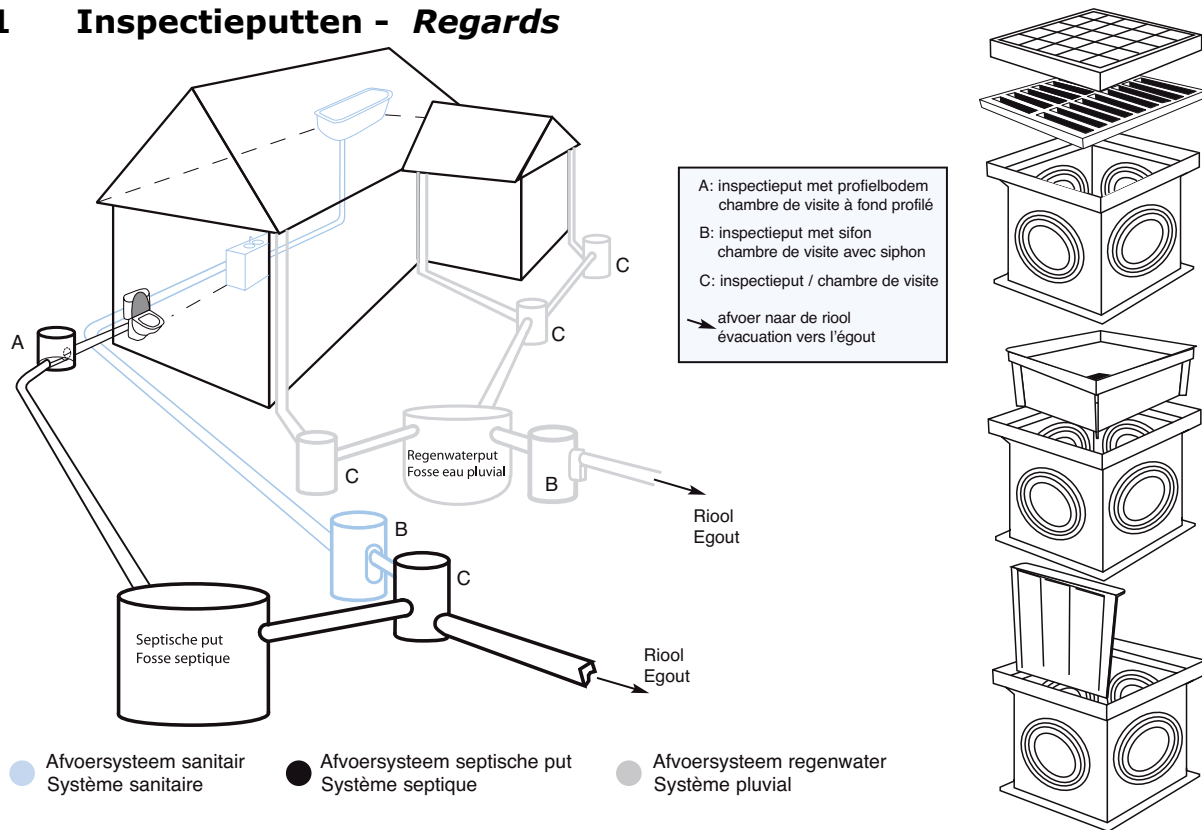 1 Inspectieputten - Regards
A: inspectieput met profielbodem
chambre de visite à fond profilé
B: inspectieput met sifon
chambre de visite avec siphon
C: inspectieput / chambre de visite
afvoer naar de riool
évacuation vers l'égout
C
A
C
Regenwaterput
Fosse eau pluvial
C
B
Riool
Egout
B
C
Septische put
Fosse septique
Riool
Egout
Afvoersysteem sanitair
Système sanitaire
Afvoersysteem septische put
Système septique
Afvoersysteem regenwater
Système pluvial